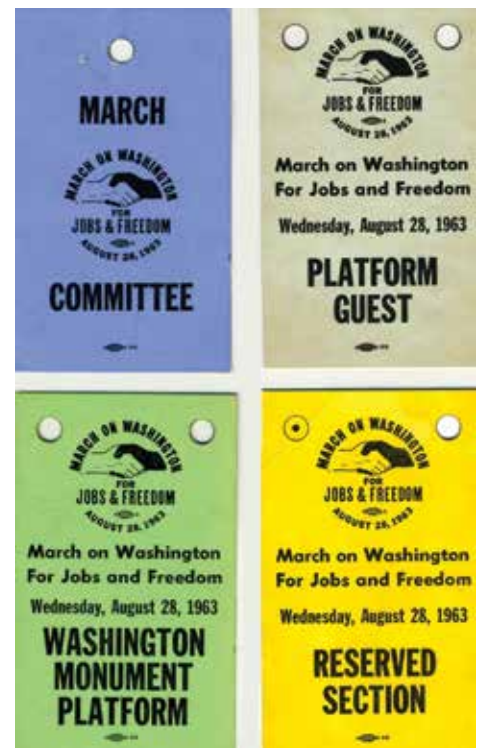 MARCH
MARCH ON WASHINGTON
FOR
JOBS & FREEDOM
AUGUST 28, 1963
COMMITTEE
MARCH ON WASHINGTON
FOR
JOBS & FREEDOM
AUGUST 28, 1963
March on Washington
For Jobs and Freedom
Wednesday, August 28, 1963
PLATFORM
GUEST
MARCH ON WASHINGTON
FOR
JOBS & FREEDOM
AUGUST 28, 1963
March on Washington
For Jobs and Freedom
Wednesday, August 28, 1963
WASHINGTON
MONUMENT
PLATFORM
MARCH ON WASHINGTON
FOR
JOBS & FREEDOM
AUGUST 28, 1963
March on Washington
For Jobs and Freedom
Wednesday, August 28, 1963
RESERVED
SECTION